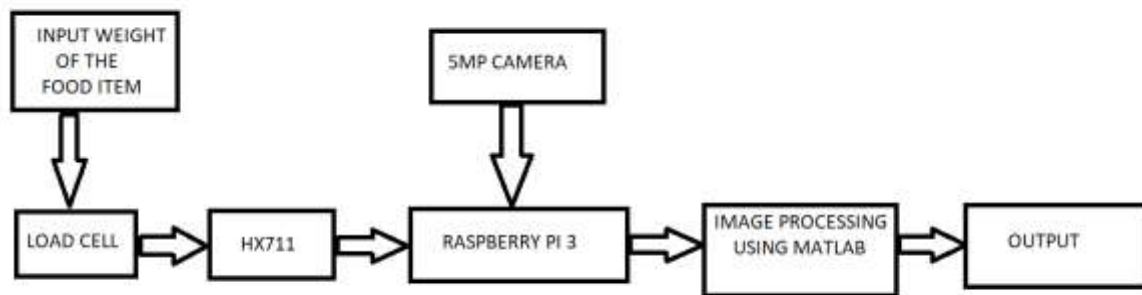 INPUT WEIGHT
OF THE
FOOD ITEM
5MP CAMERA
LOAD CELL
HX711
RASPBERRY PI 3
IMAGE PROCESSING
USING MATLAB
OUTPUT